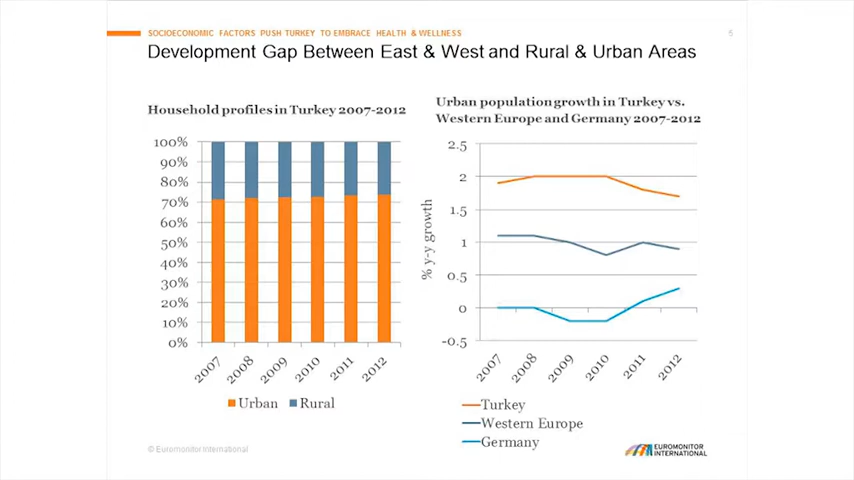 SOCIOECONOMIC FACTORS PUSH TURKEY TO EMBRACE HEALTH & WELLNESS
5
Development Gap Between East & West and Rural & Urban Areas
Household profiles in Turkey 2007-2012
100%
90%
80%
70%
60%
50%
40%
30%
20%
10%
0%
2007
2008
2009
2010
2011
2012
Urban
Rural
Urban population growth in Turkey vs.
Western Europe and Germany 2007-2012
% y-y growth
2.5
2
1.5
1
0.5
0
-0.5
2007
2008
2009
2010
2011
2012
Turkey
Western Europe
Germany
© Euromonitor International
EUROMONITOR
INTERNATIONAL